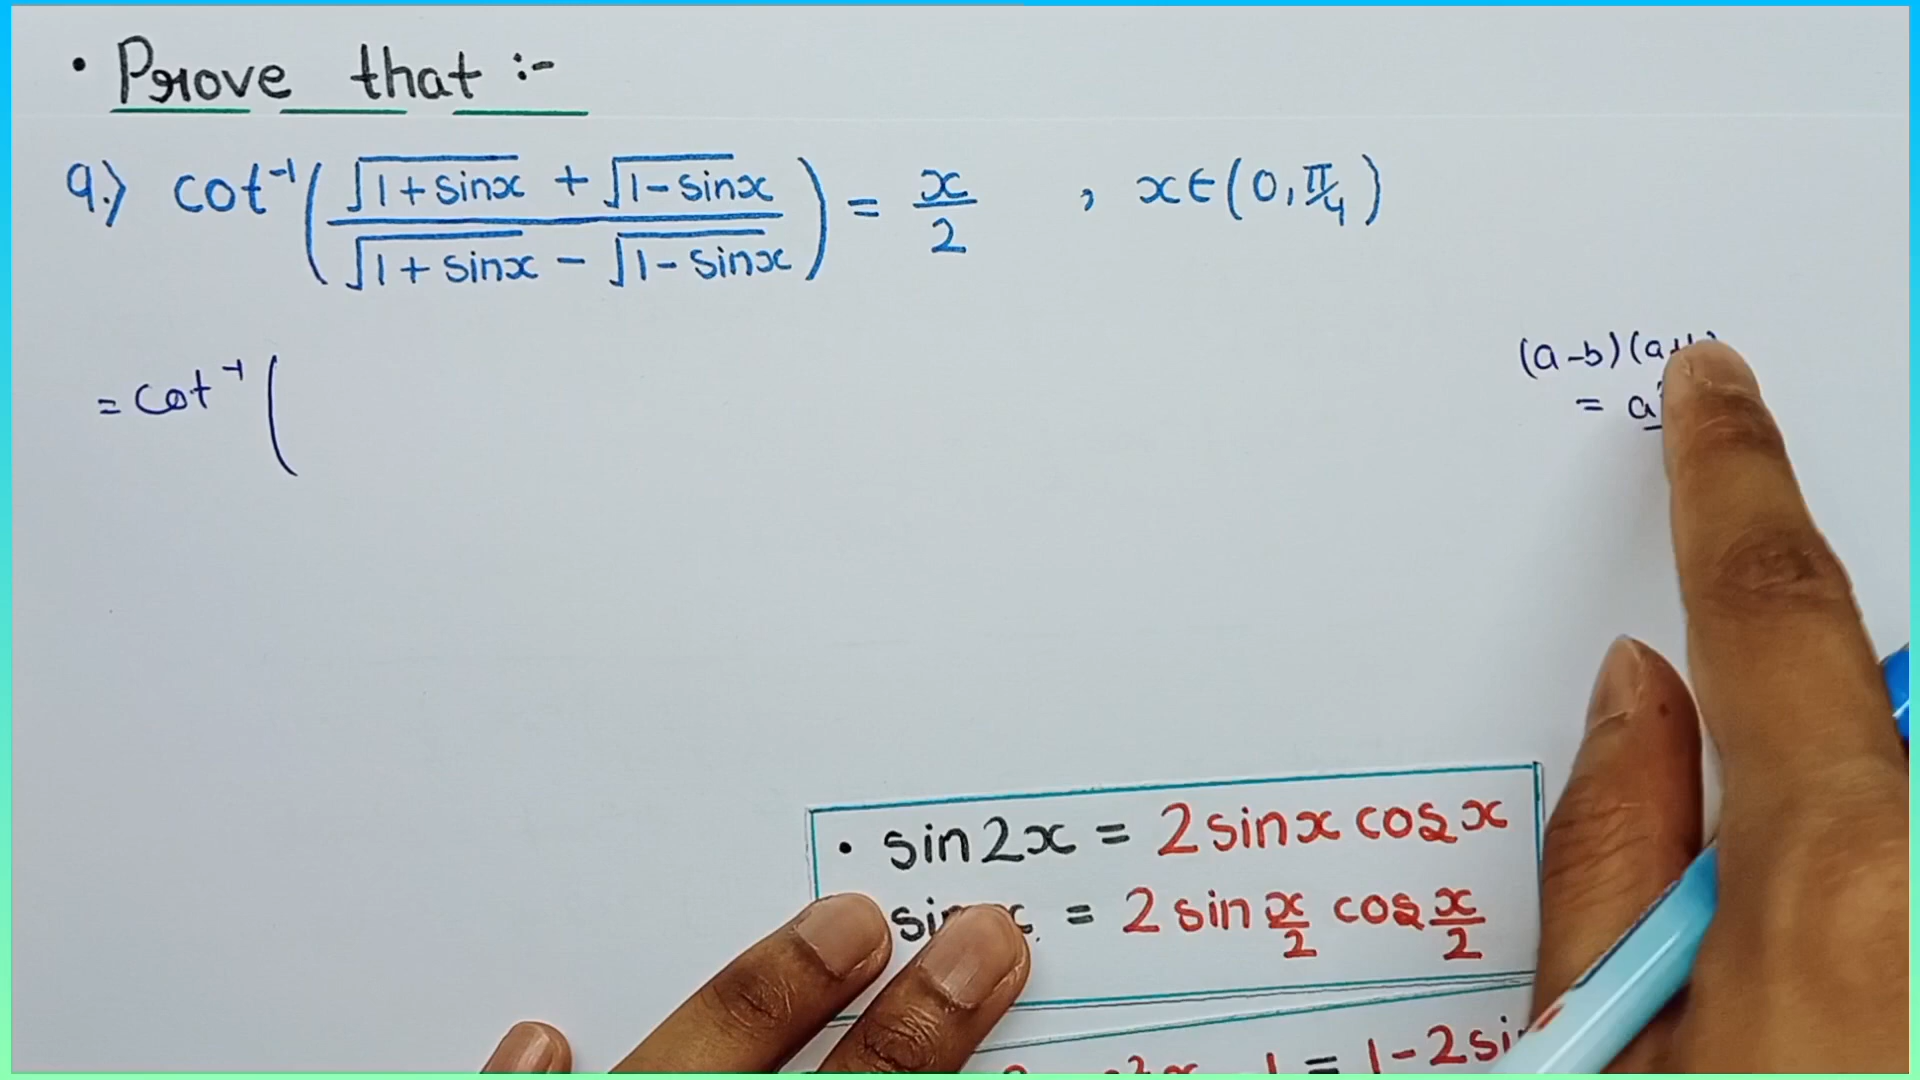 • Prove that :-
9.) cot⁻¹(√1+sinx + √1-sinx / √1+sinx - √1-sinx) = x/2 , x∈(0,π/4)
(a-b)(a+
= a
= cot⁻¹(
• sin2x = 2sinx cosx
= 2 sin x/2 cos x/2
1 = 1-2si